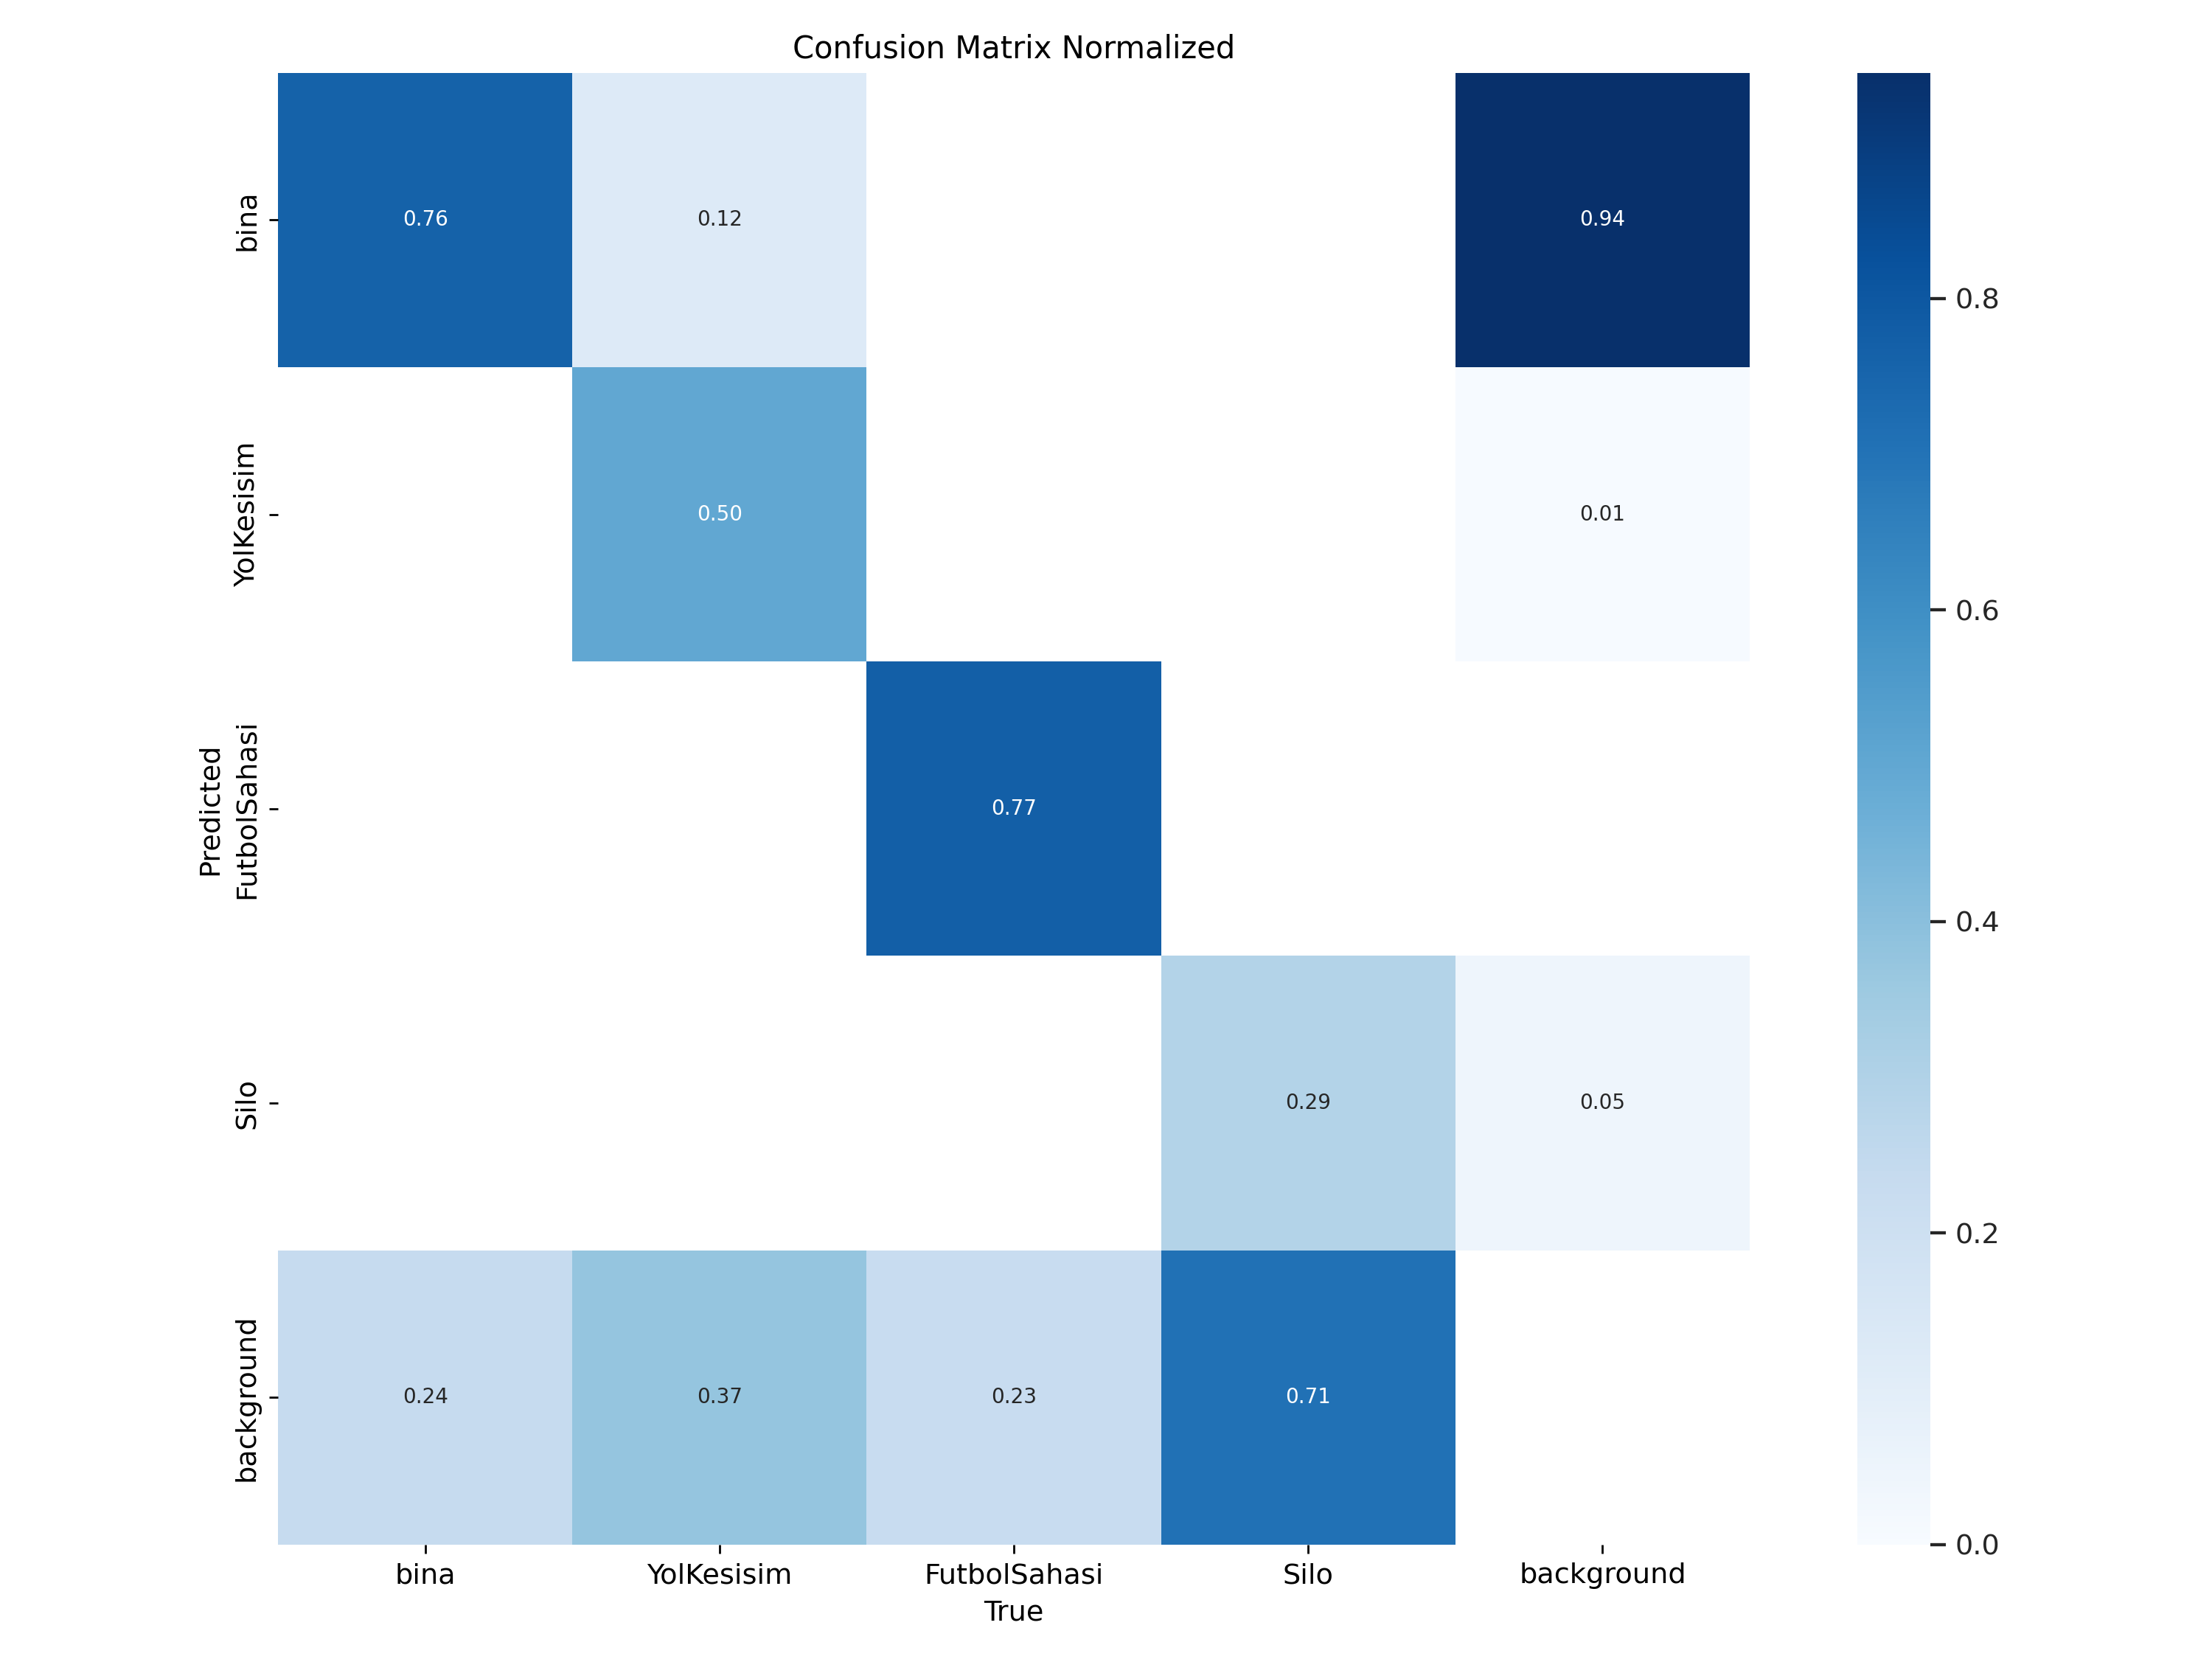 Confusion Matrix Normalized
bina
0.76
0.12
0.94
0.8
YolKesisim
0.50
0.01
0.6
Predicted
FutbolSahasi
0.77
0.4
Silo
0.29
0.05
0.2
background
0.24
0.37
0.23
0.71
0.0
bina
YolKesisim
FutbolSahasi
Silo
background
True